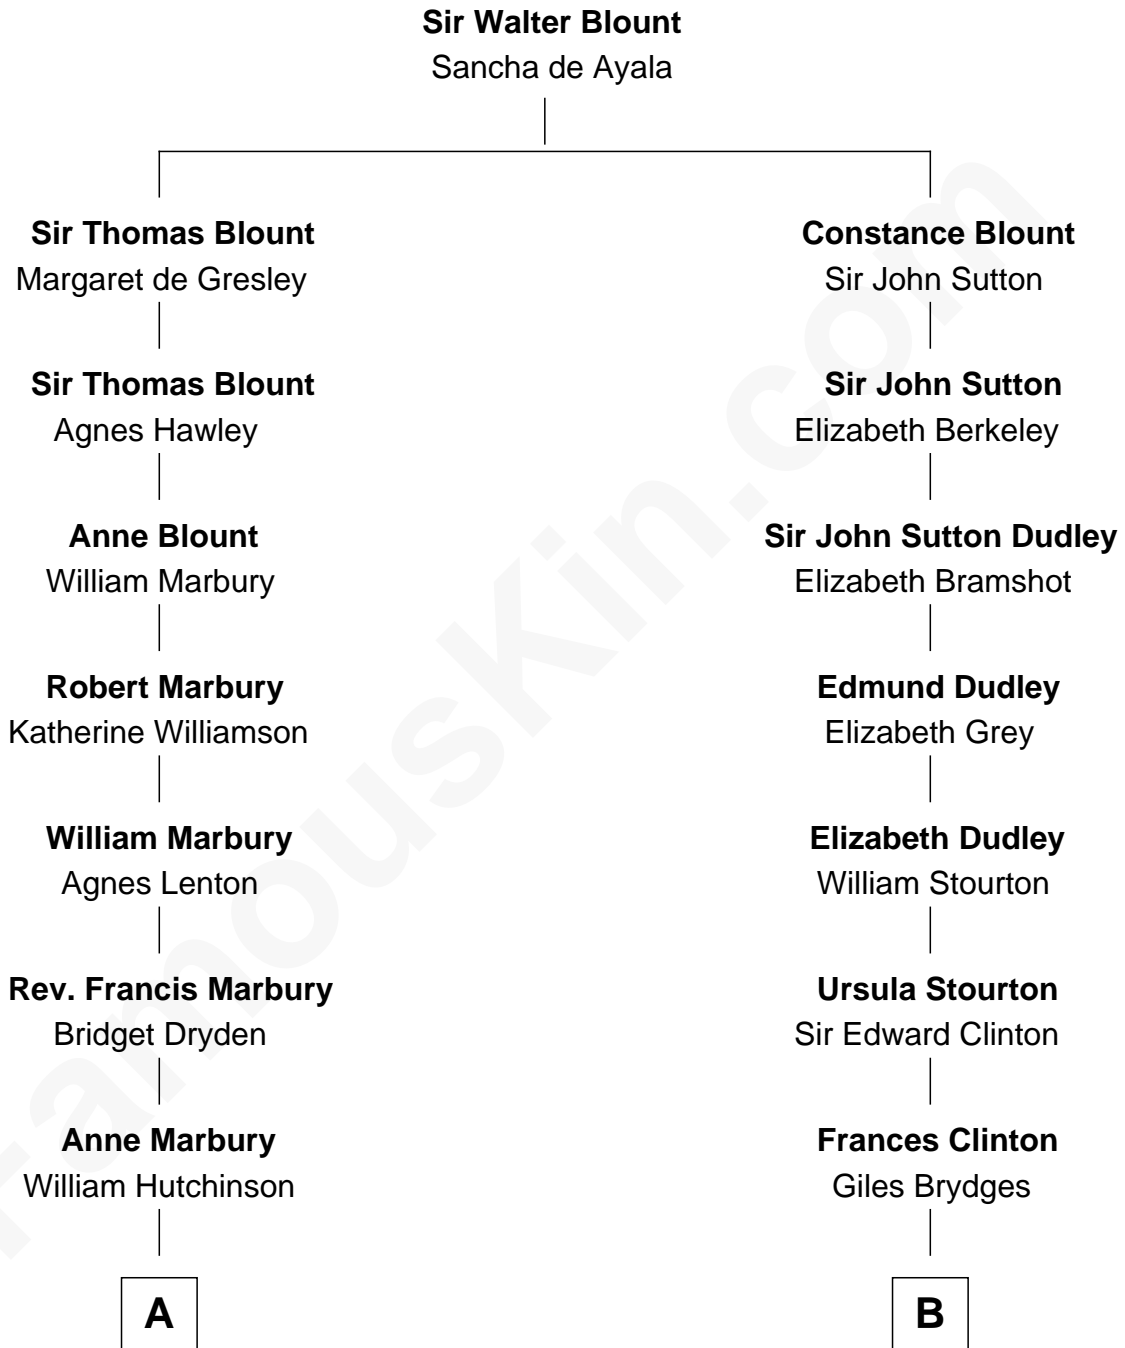 Sir Walter Blount
Sancha de Ayala
Sir Thomas Blount
Margaret de Gresley
Sir Thomas Blount
Agnes Hawley
Anne Blount
William Marbury
Robert Marbury
Katherine Williamson
William Marbury
Agnes Lenton
Rev. Francis Marbury
Bridget Dryden
Anne Marbury
William Hutchinson
A
Constance Blount
Sir John Sutton
Sir John Sutton
Elizabeth Berkeley
Sir John Sutton Dudley
Elizabeth Bramshot
Edmund Dudley
Elizabeth Grey
Elizabeth Dudley
William Stourton
Ursula Stourton
Sir Edward Clinton
Frances Clinton
Giles Brydges
B
FamousKin.com